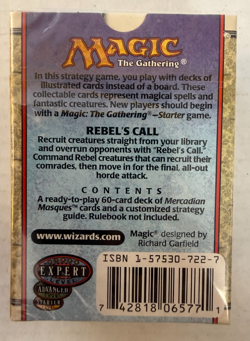 MAGIC
The Gathering®
In this strategy game, you play with decks of
illustrated cards instead of a board. These
collectable cards represent magical spells and
fantastic creatures. New players should begin
with a Magic: The Gathering®–Starter game.
REBEL'S CALL
Recruit creatures straight from your library
and overrun opponents with "Rebel's Call."
Command Rebel creatures that can recruit their
comrades, then move in for the final, all-out
horde attack.
CONTENTS
A ready-to-play 60-card deck of Mercadian
Masques™ cards and a customized strategy
guide. Rulebook not included.
www.wizards.com
Magic® designed by
Richard Garfield
EXPERT
LEVEL
ADVANCED
STARTER
ISBN 1-57530-722-7
7 42818 06577 1